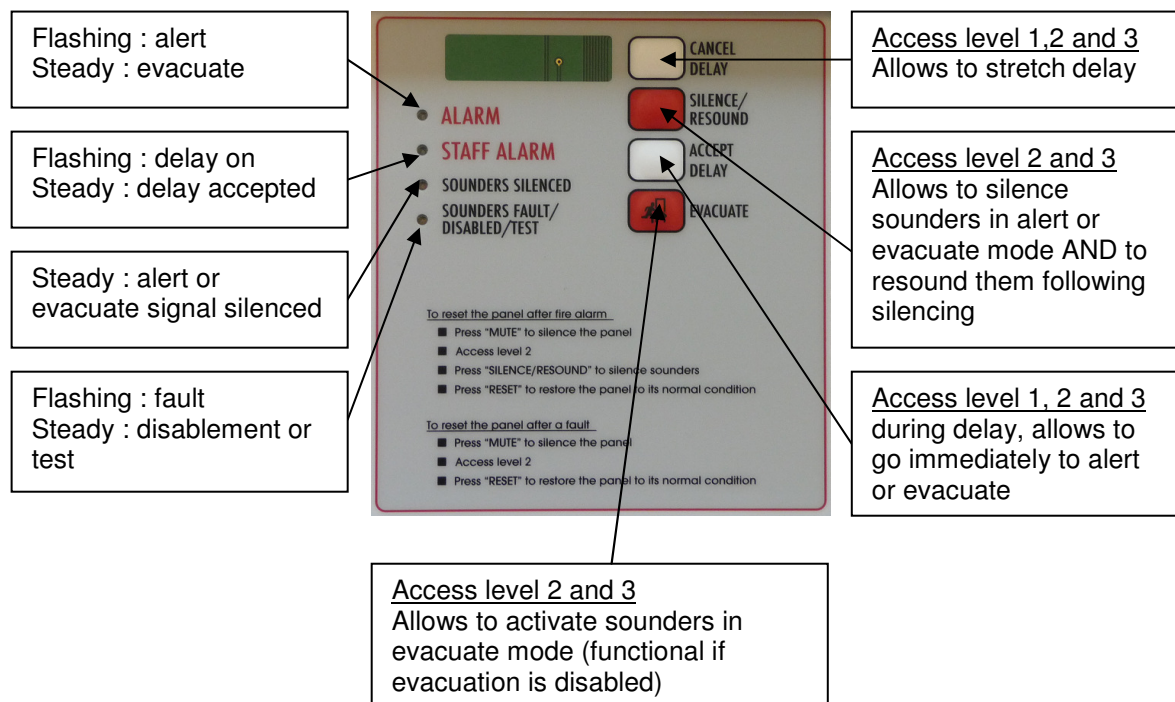 Flashing : alert
Steady : evacuate
Flashing : delay on
Steady : delay accepted
Steady : alert or
evacuate signal silenced
Flashing : fault
Steady : disablement or
test
CANCEL
DELAY
SILENCE/
RESOUND
ACCEPT
DELAY
EVACUATE
ALARM
STAFF ALARM
SOUNDERS SILENCED
SOUNDERS FAULT/
DISABLED/TEST
To reset the panel after fire alarm
■ Press "MUTE" to silence the panel
■ Access level 2
■ Press "SILENCE/RESOUND" to silence sounders
■ Press "RESET" to restore the panel to its normal condition
To reset the panel after a fault
■ Press "MUTE" to silence the panel
■ Access level 2
■ Press "RESET" to restore the panel to its normal condition
Access level 1,2 and 3
Allows to stretch delay
Access level 2 and 3
Allows to silence
sounders in alert or
evacuate mode AND to
resound them following
silencing
Access level 1, 2 and 3
during delay, allows to
go immediately to alert
or evacuate
Access level 2 and 3
Allows to activate sounders in
evacuate mode (functional if
evacuation is disabled)